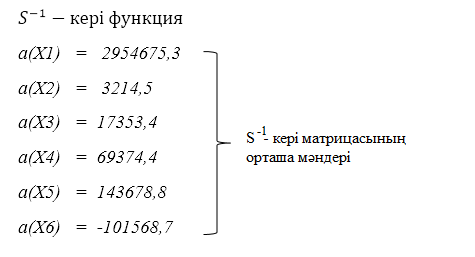 S⁻¹ − кері функция
a(X1) = 2954675,3
a(X2) = 3214,5
a(X3) = 17353,4
a(X4) = 69374,4
a(X5) = 143678,8
a(X6) = -101568,7
S⁻¹- кері матрицасының
орташа мәндері